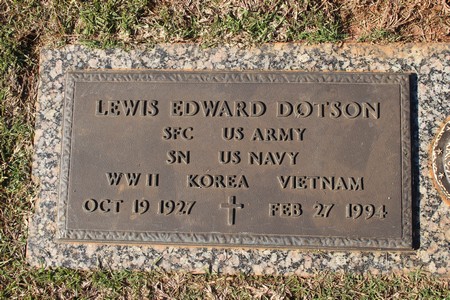 LEWIS EDWARD DOTSON
SFC US ARMY
SN US NAVY
WW II KOREA VIETNAM
OCT 19 1927 FEB 27 1994